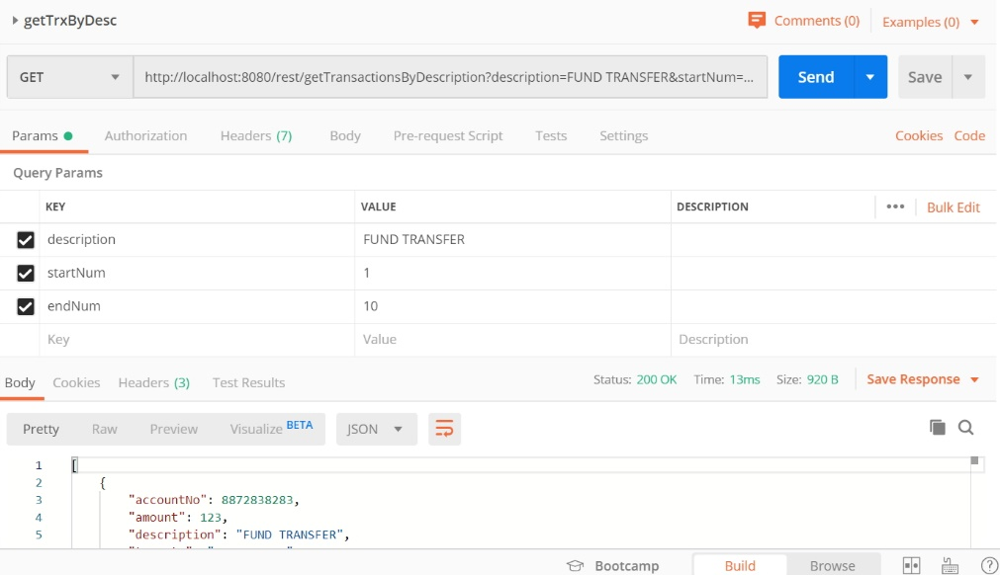 getTrxByDesc Comments (0) Examples (0)
GET http://localhost:8080/rest/getTransactionsByDescription?description=FUND TRANSFER&startNum=... Send Save
Params Authorization Headers (7) Body Pre-request Script Tests Settings Cookies Code
Query Params
KEY VALUE DESCRIPTION ••• Bulk Edit
description FUND TRANSFER
startNum 1
endNum 10
Key Value Description
Body Cookies Headers (3) Test Results Status: 200 OK Time: 13ms Size: 920 B Save Response
Pretty Raw Preview Visualize BETA JSON
1 [
2 {
3 "accountNo": 8872838283,
4 "amount": 123,
5 "description": "FUND TRANSFER",
Bootcamp Build Browse ?